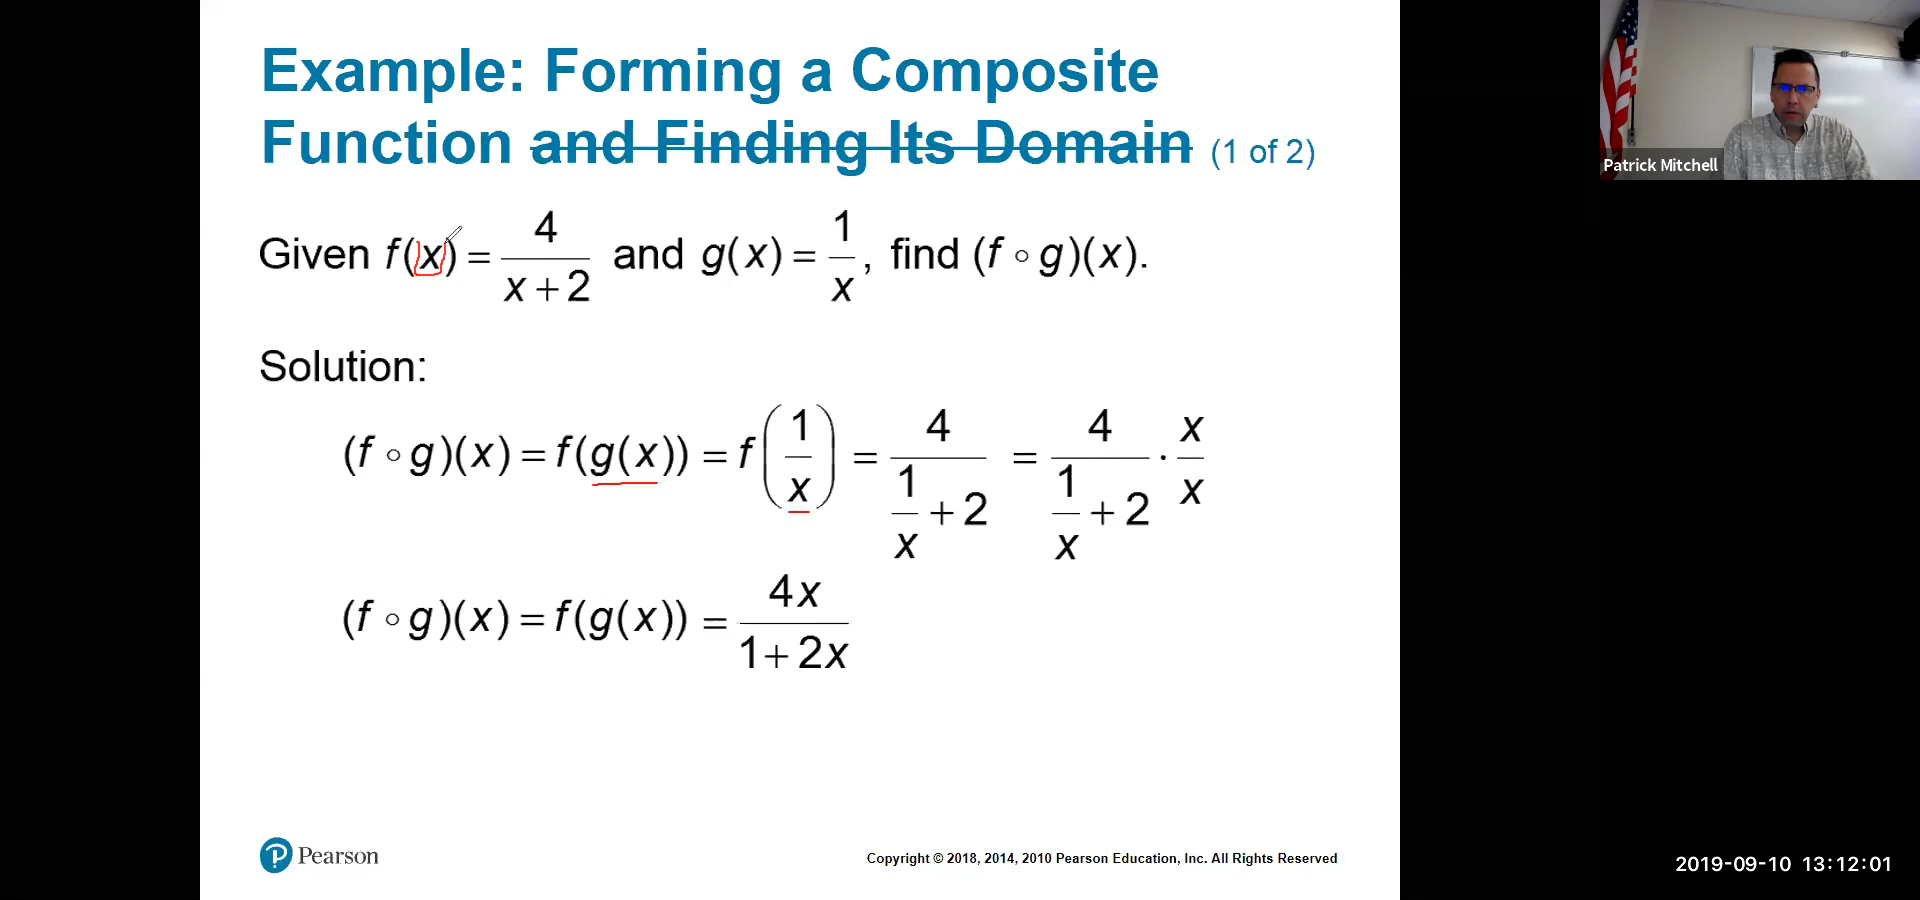 Example: Forming a Composite
Function and Finding Its Domain (1 of 2)
Given f(x) = 4/(x + 2) and g(x) = 1/x, find (f ∘ g)(x).
Solution:
(f ∘ g)(x) = f(g(x)) = f(1/x) = 4/(1/x + 2) = 4/(1/x + 2) · x/x
(f ∘ g)(x) = f(g(x)) = 4x/(1 + 2x)
Pearson
Copyright © 2018, 2014, 2010 Pearson Education, Inc. All Rights Reserved
Patrick Mitchell
2019-09-10 13:12:01